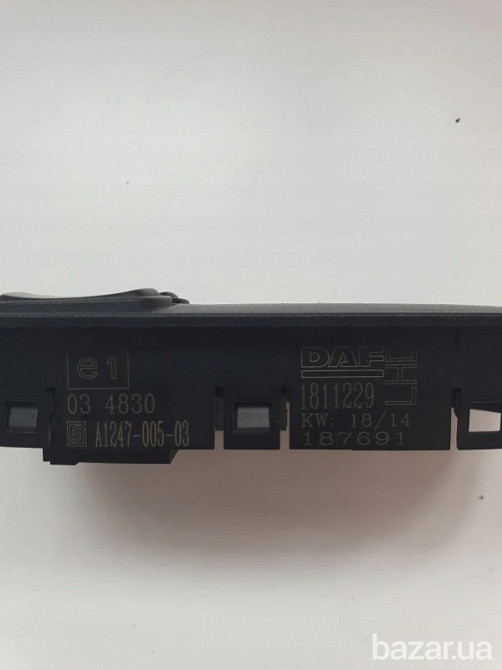 e1
03 4830
A1247-005-03
DAF
1811229
KW: 18/14
187691
LHD
bazar.ua